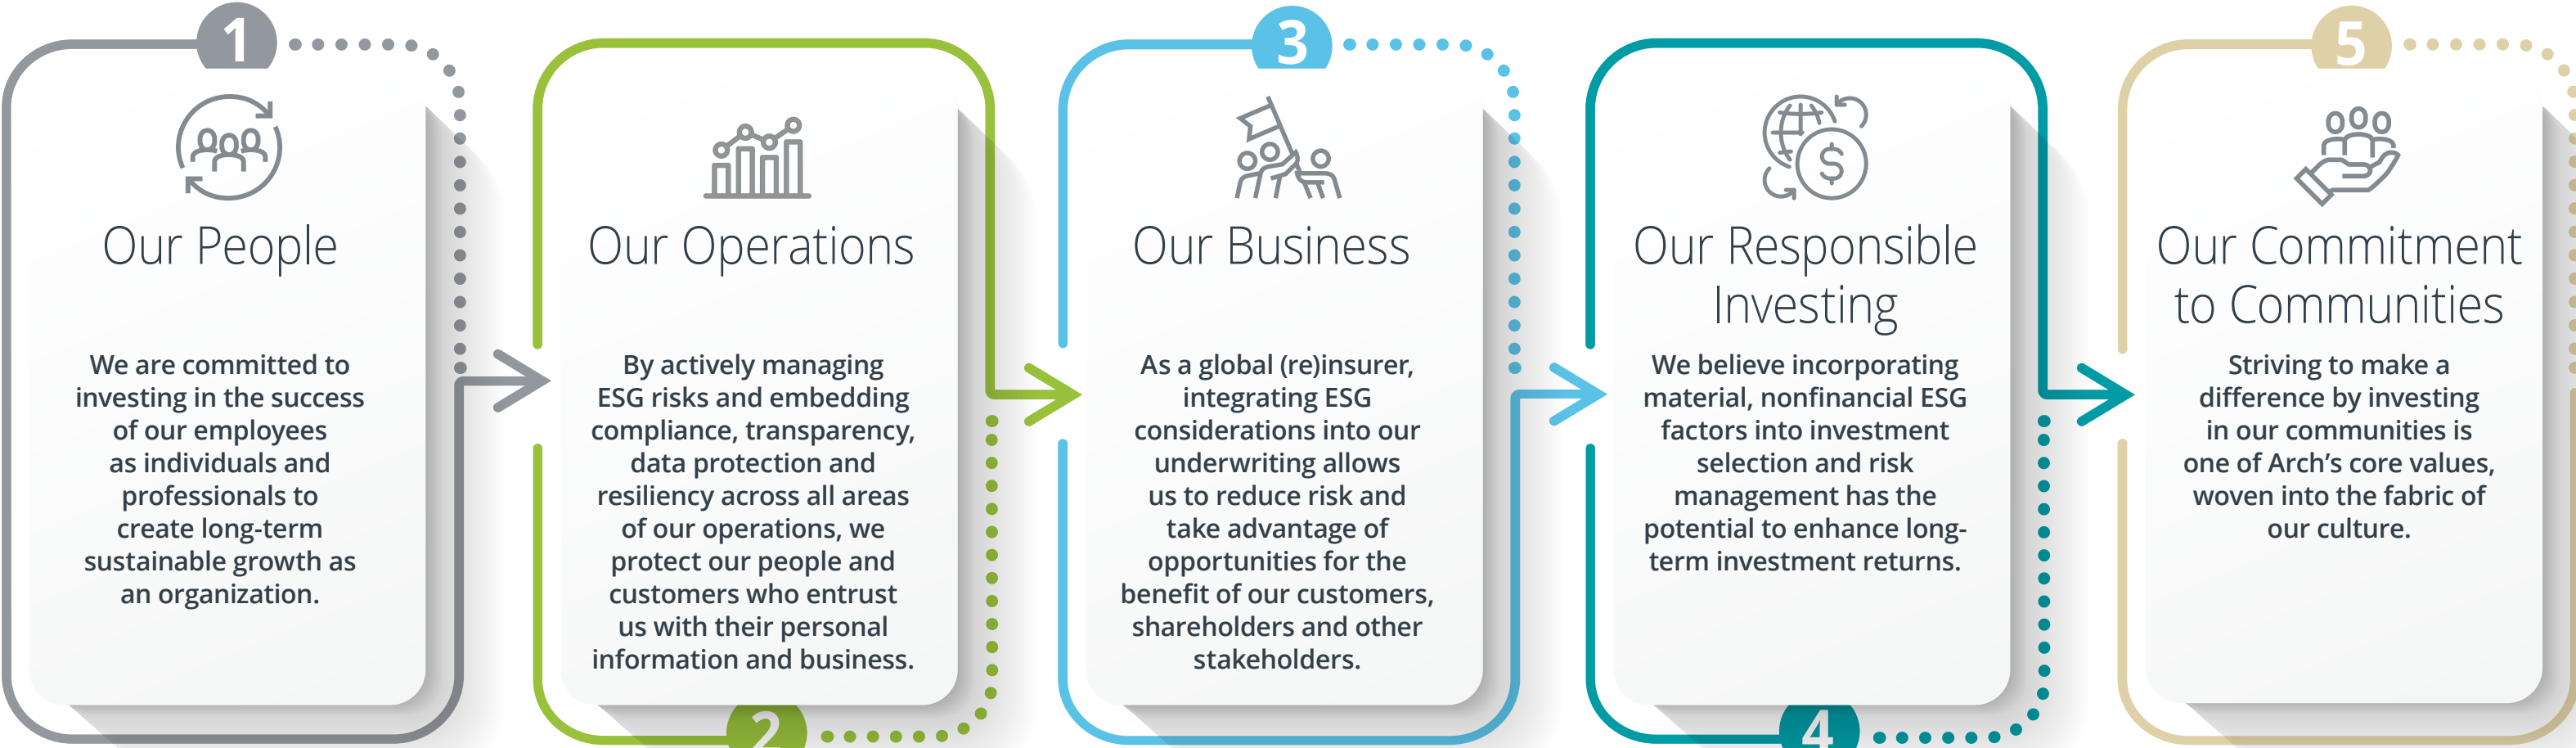 1
Our People
We are committed to
investing in the success
of our employees
as individuals and
professionals to
create long-term
sustainable growth as
an organization.
Our Operations
By actively managing
ESG risks and embedding
compliance, transparency,
data protection and
resiliency across all areas
of our operations, we
protect our people and
customers who entrust
us with their personal
information and business.
2
3
Our Business
As a global (re)insurer,
integrating ESG
considerations into our
underwriting allows
us to reduce risk and
take advantage of
opportunities for the
benefit of our customers,
shareholders and other
stakeholders.
Our Responsible
Investing
$
We believe incorporating
material, nonfinancial ESG
factors into investment
selection and risk
management has the
potential to enhance long-
term investment returns.
4
5
Our Commitment
to Communities
Striving to make a
difference by investing
in our communities is
one of Arch’s core values,
woven into the fabric of
our culture.